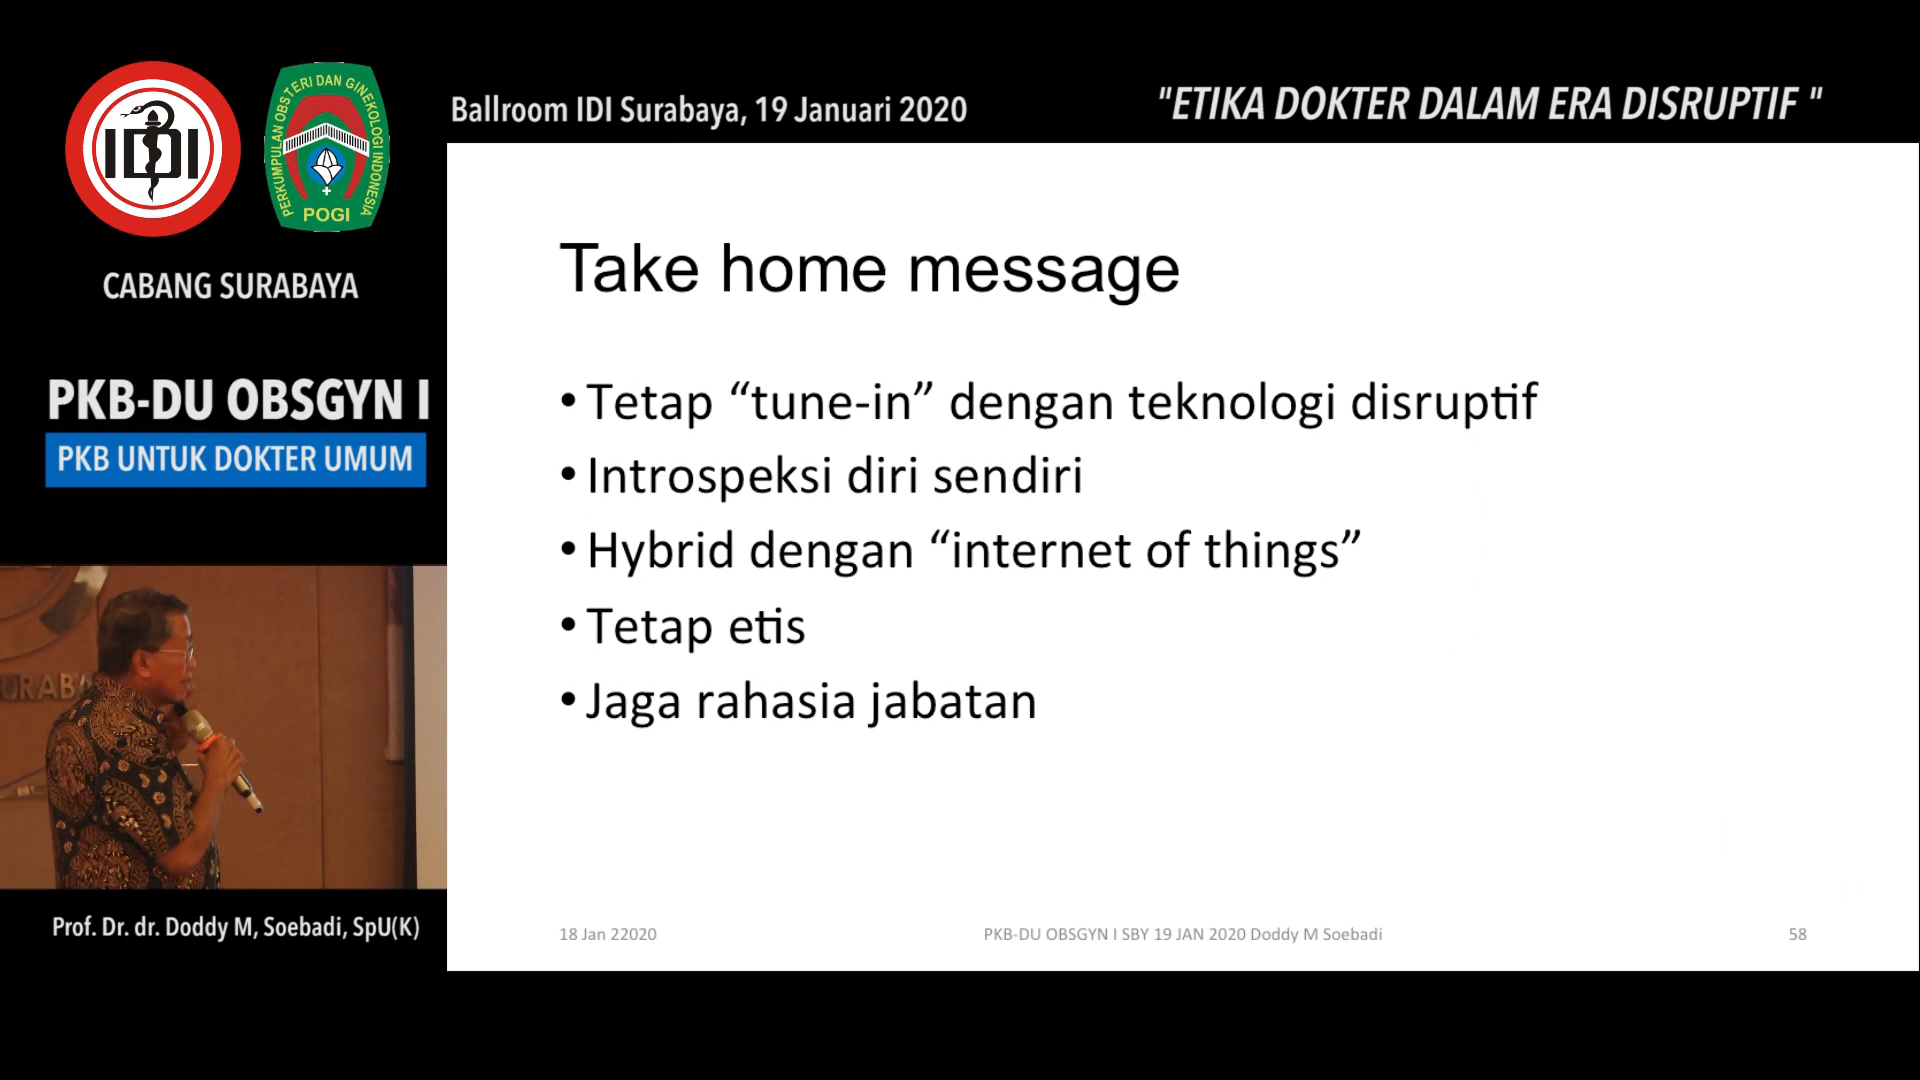 IDI
PERKUMPULAN OBSTERI DAN GINEKOLOGI INDONESIA
POGI
CABANG SURABAYA
PKB-DU OBSGYN I
PKB UNTUK DOKTER UMUM
Ballroom IDI Surabaya, 19 Januari 2020
"ETIKA DOKTER DALAM ERA DISRUPTIF "
Take home message
• Tetap “tune-in” dengan teknologi disruptif
• Introspeksi diri sendiri
• Hybrid dengan “internet of things”
• Tetap etis
• Jaga rahasia jabatan
18 Jan 22020
PKB-DU OBSGYN I SBY 19 JAN 2020 Doddy M Soebadi
58
URABA
Prof. Dr. dr. Doddy M, Soebadi, SpU(K)